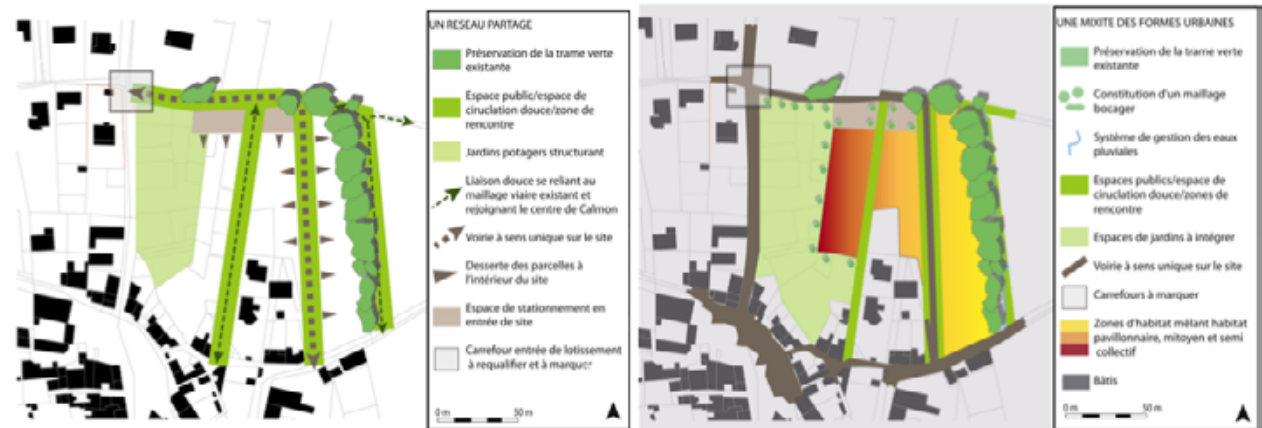 UN RESEAU PARTAGE
Préservation de la trame verte
existante
Espace public/espace de
ciruclation douce/zone de
rencontre
Jardins potagers structurant
Liaison douce se reliant au
maillage viaire existant et
rejoignant le centre de Calmon
Voirie à sens unique sur le site
Desserte des parcelles à
l'intérieur du site
Espace de stationnement en
entrée de site
Carrefour entrée de lotissement
à requalifier et à marquer
0 m 50 m
UNE MIXITE DES FORMES URBAINES
Préservation de la trame verte
existante
Constitution d'un maillage
bocager
Système de gestion des eaux
pluviales
Espaces publics/espace de
ciruclation douce/zones de
rencontre
Espaces de jardins à intégrer
Voirie à sens unique sur le site
Carrefours à marquer
Zones d'habitat mêlant habitat
pavillonnaire, mitoyen et semi
collectif
Bâtis
0 m 50 m